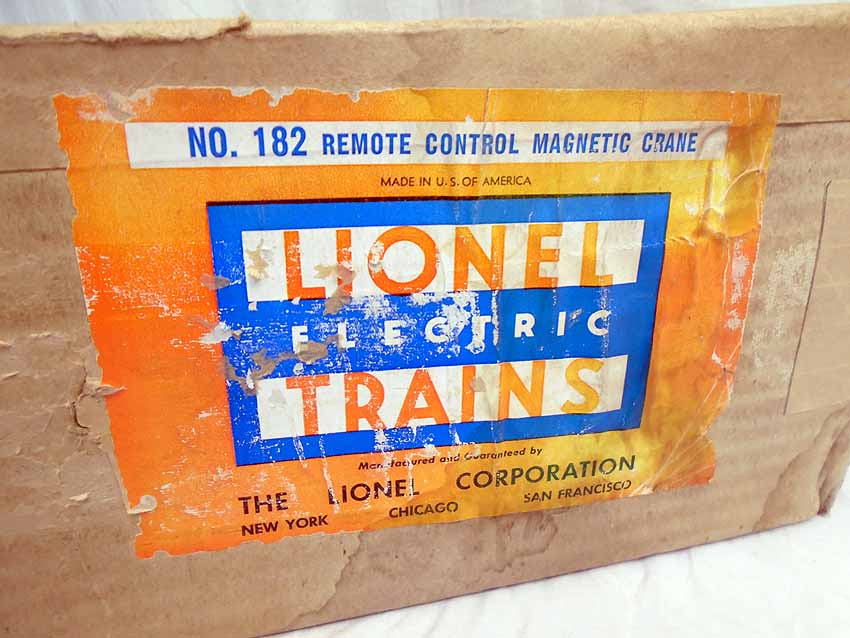 NO. 182 REMOTE CONTROL MAGNETIC CRANE
MADE IN U.S. OF AMERICA
LIONEL
ELECTRIC
TRAINS
Manufactured and Guaranteed by
THE LIONEL CORPORATION
NEW YORK CHICAGO SAN FRANCISCO